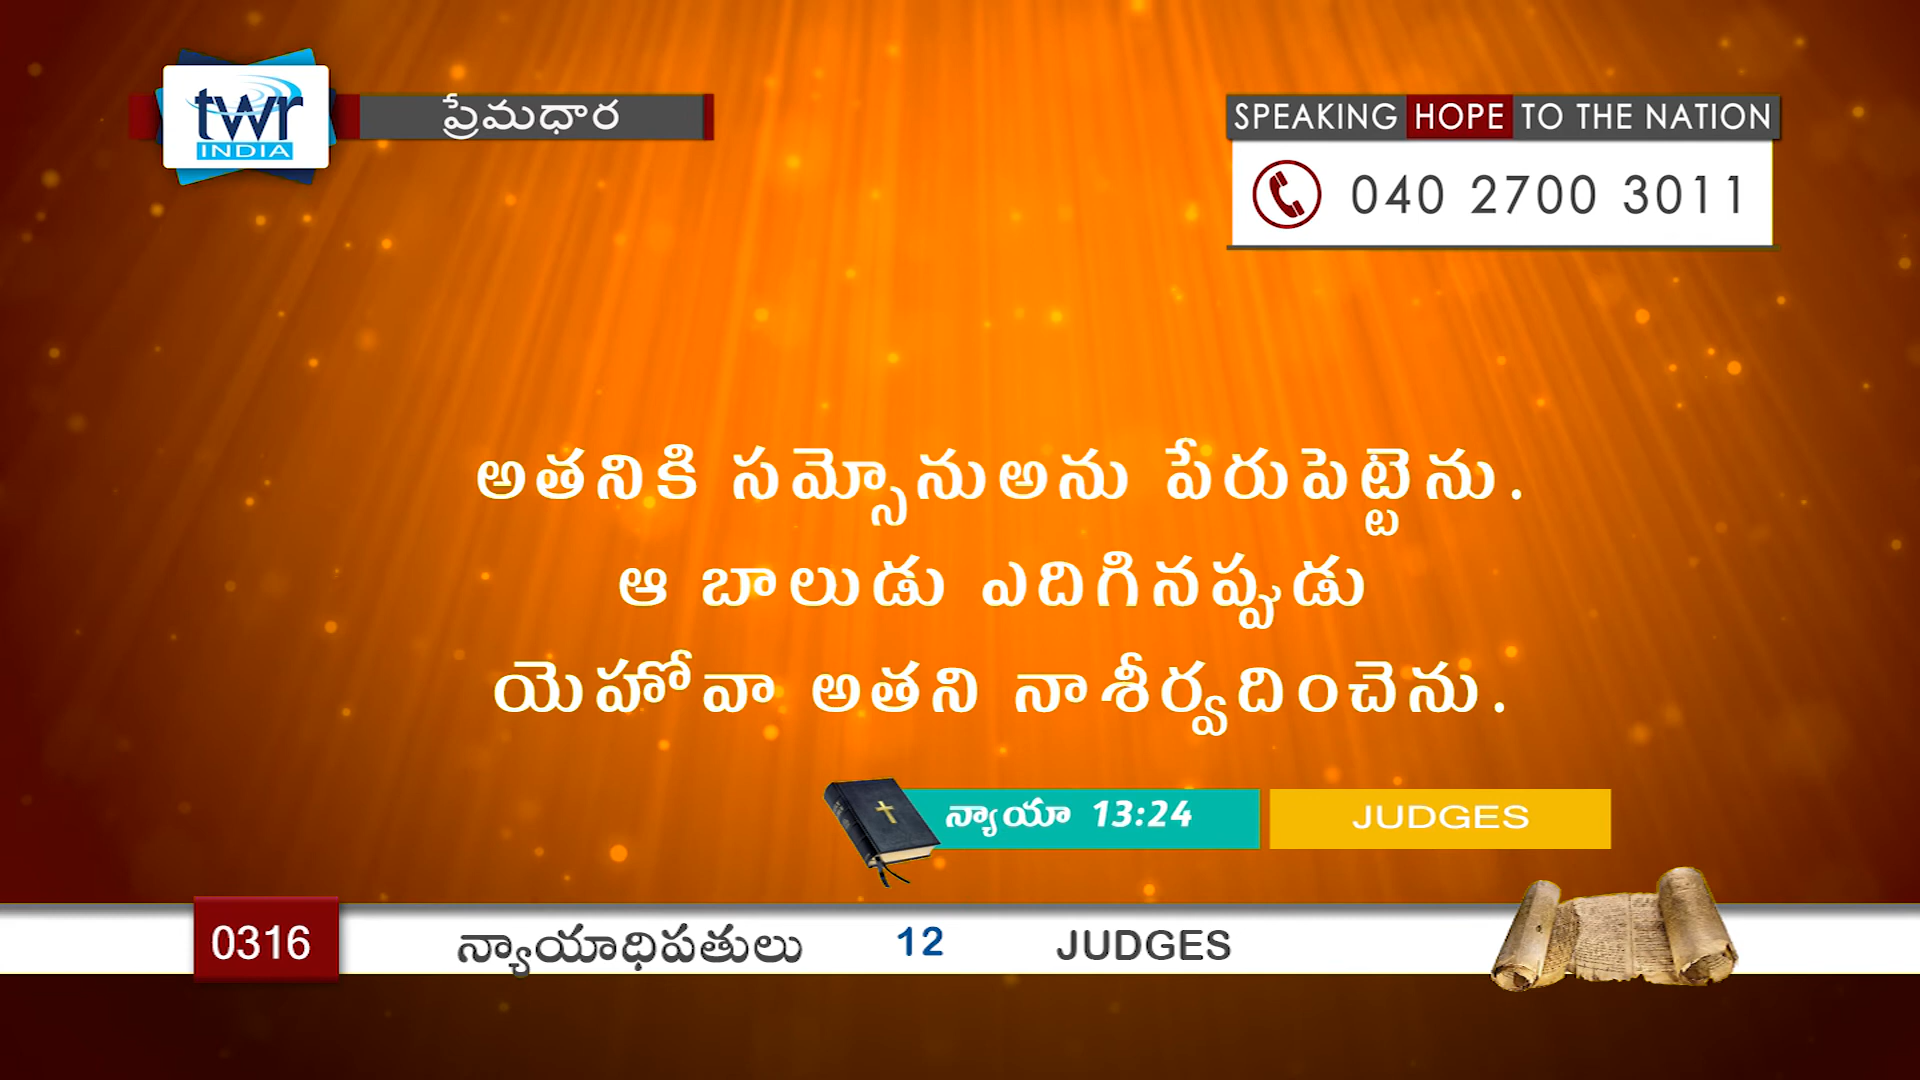 twr
INDIA
ప్రేమధార
SPEAKING HOPE TO THE NATION
040 2700 3011
అతనికి సమ్సోనుఅను పేరుపెట్టెను.
ఆ బాలుడు ఎదిగినప్పుడు
యెహోవా అతని నాశీర్వదించెను.
న్యాయా 13:24
JUDGES
0316
న్యాయాధిపతులు 12 JUDGES